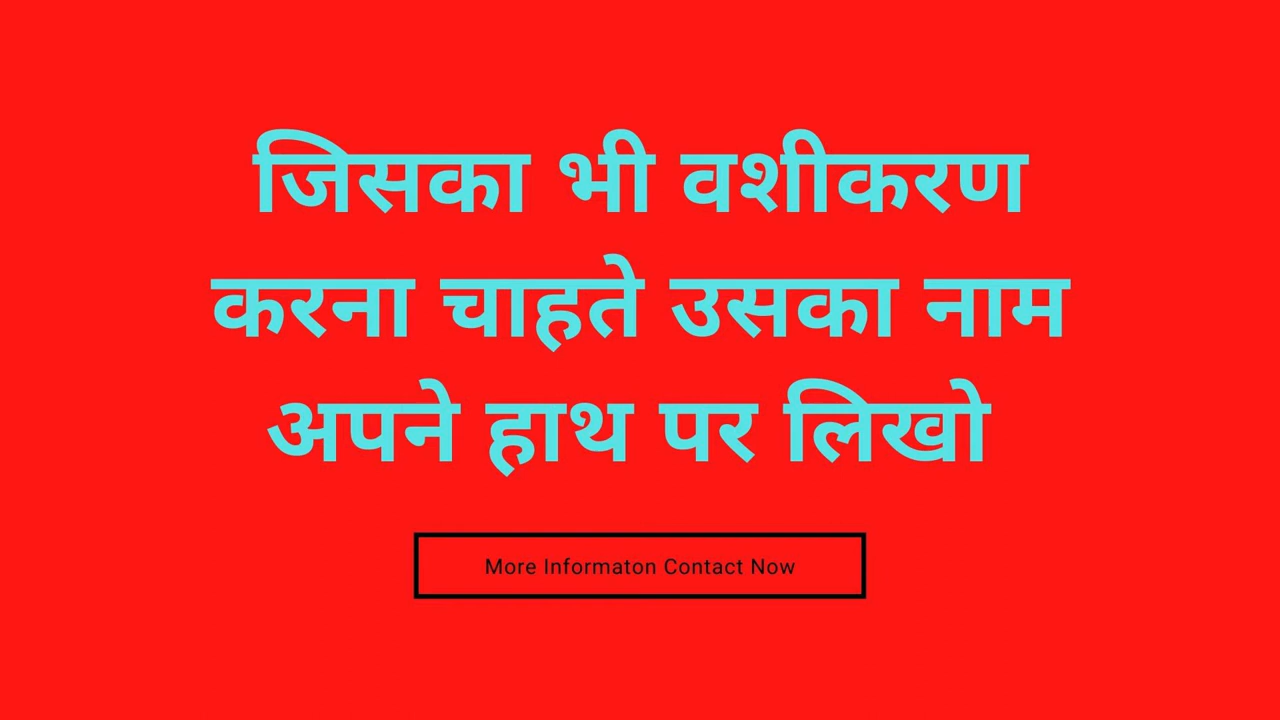 जिसका भी वशीकरण
करना चाहते उसका नाम
अपने हाथ पर लिखो
More Informaton Contact Now